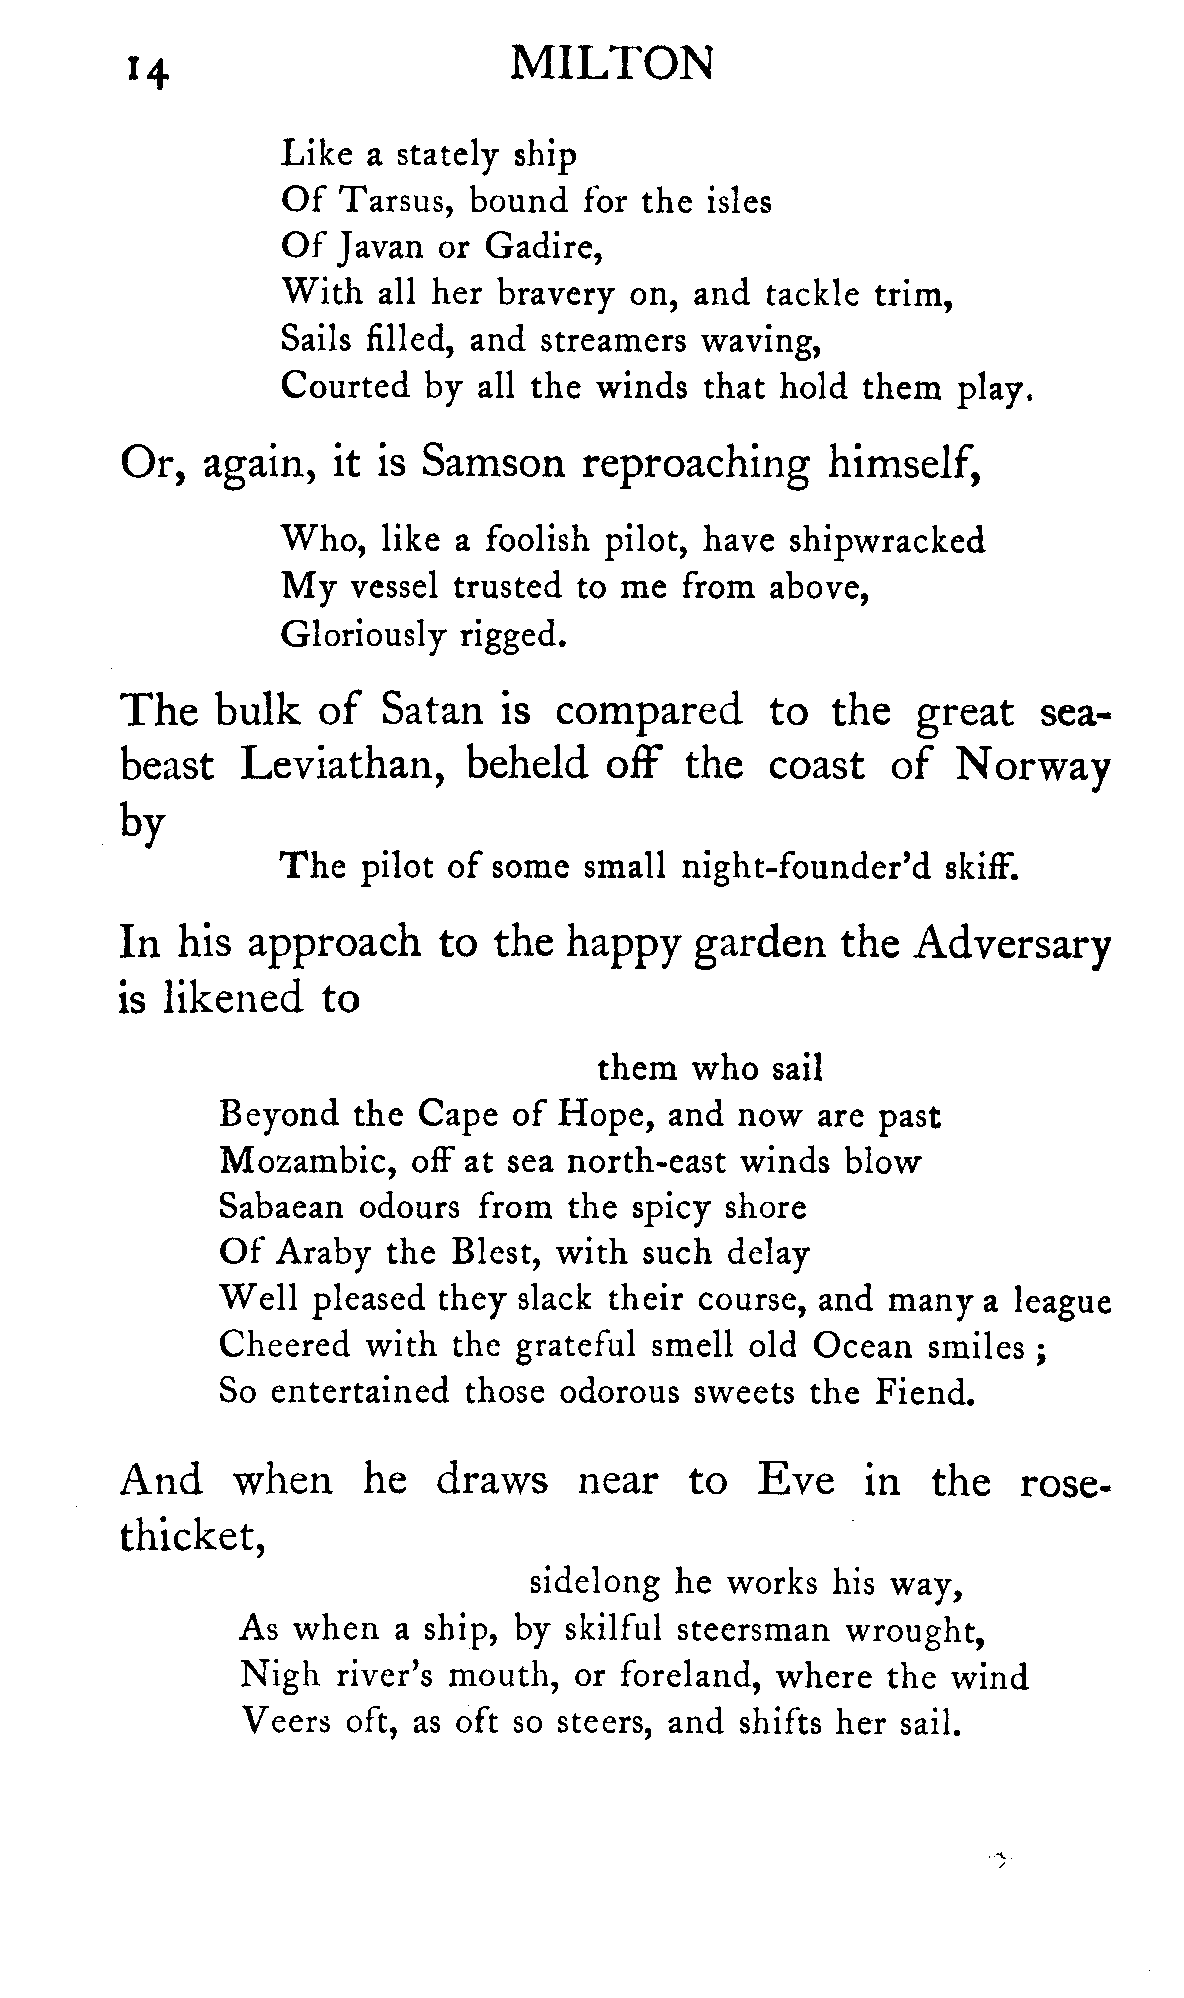 14 MILTON
Like a stately ship
Of Tarsus, bound for the isles
Of Javan or Gadire,
With all her bravery on, and tackle trim,
Sails filled, and streamers waving,
Courted by all the winds that hold them play.
Or, again, it is Samson reproaching himself,
Who, like a foolish pilot, have shipwracked
My vessel trusted to me from above,
Gloriously rigged.
The bulk of Satan is compared to the great sea-
beast Leviathan, beheld off the coast of Norway
by
The pilot of some small night-founder'd skiff.
In his approach to the happy garden the Adversary
is likened to
them who sail
Beyond the Cape of Hope, and now are past
Mozambic, off at sea north-east winds blow
Sabaean odours from the spicy shore
Of Araby the Blest, with such delay
Well pleased they slack their course, and many a league
Cheered with the grateful smell old Ocean smiles ;
So entertained those odorous sweets the Fiend.
And when he draws near to Eve in the rose-
thicket,
sidelong he works his way,
As when a ship, by skilful steersman wrought,
Nigh river's mouth, or foreland, where the wind
Veers oft, as oft so steers, and shifts her sail.